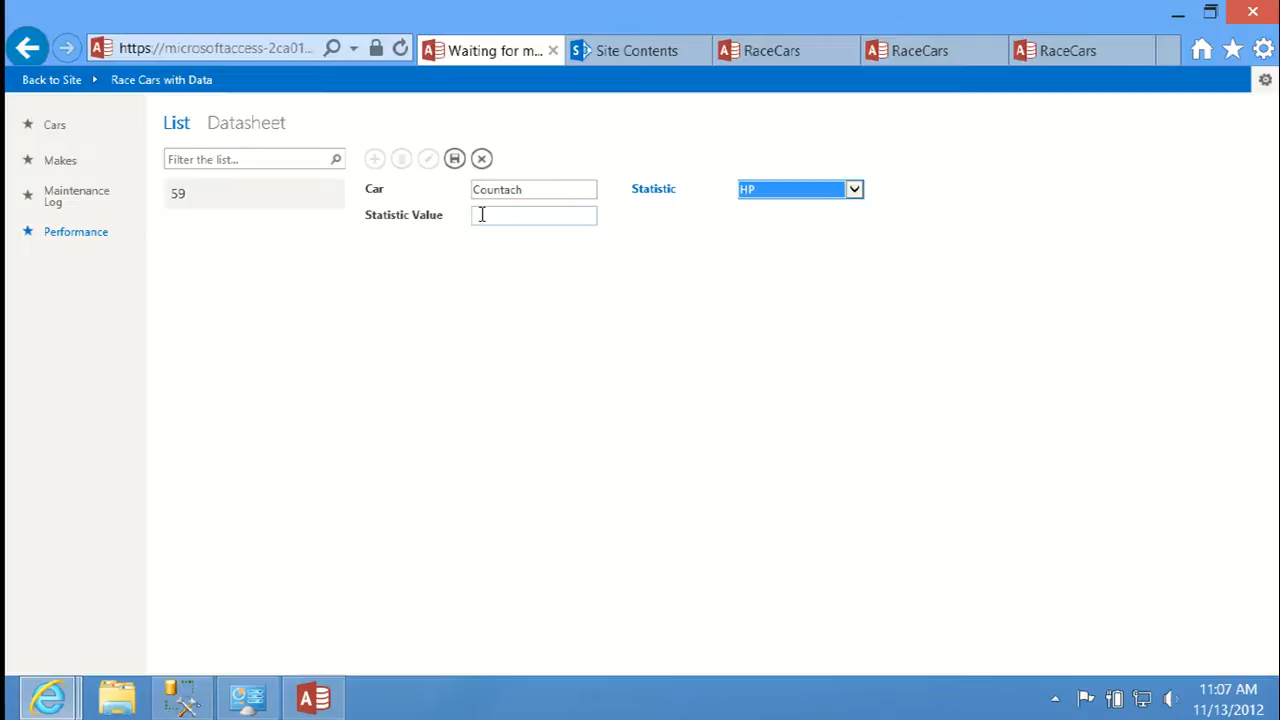 https://microsoftaccess-2ca01...
Waiting for m...
Site Contents
RaceCars
RaceCars
RaceCars
Back to Site
Race Cars with Data
Cars
Makes
Maintenance
Log
Performance
List Datasheet
Filter the list...
59
Car Countach Statistic HP
Statistic Value
11:07 AM
11/13/2012